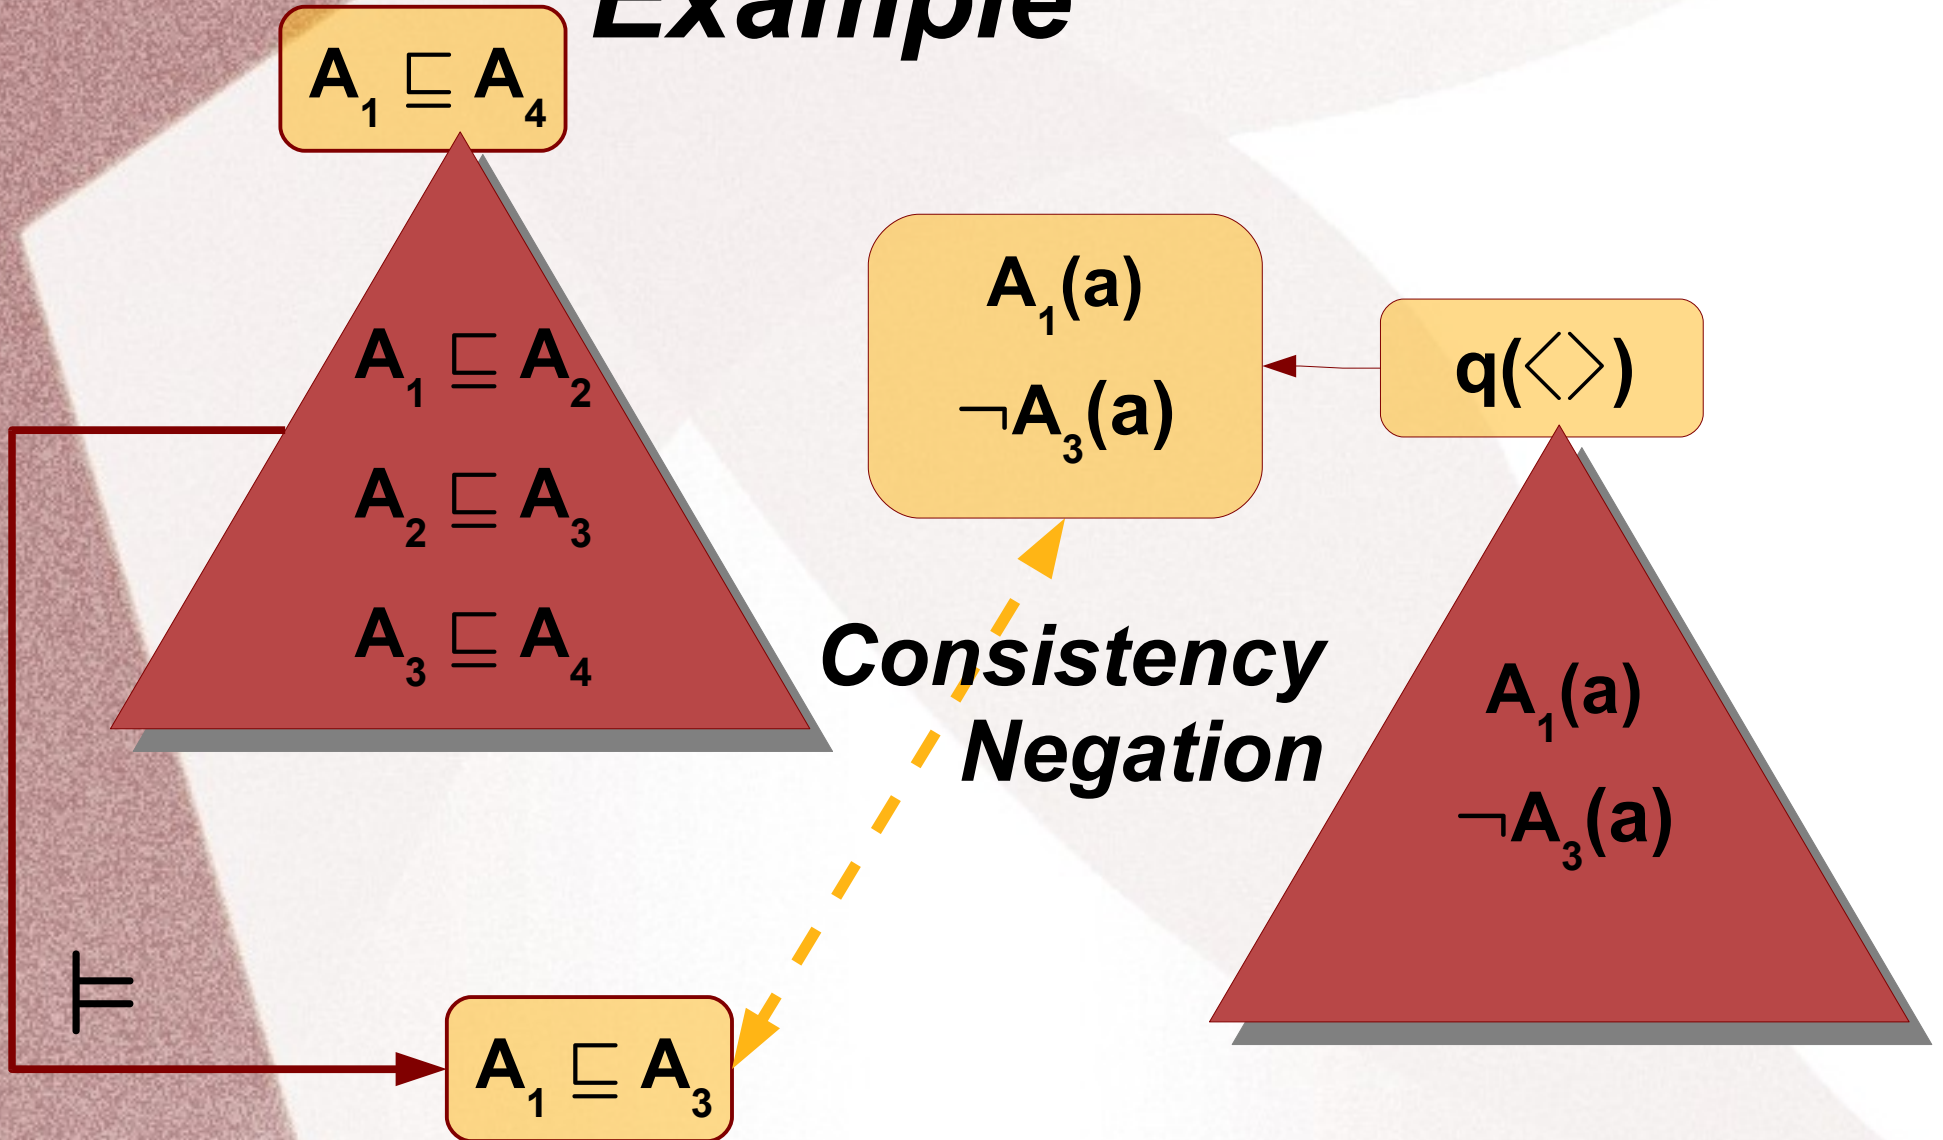 Example
A₁ ⊑ A₄
A₁ ⊑ A₂
A₂ ⊑ A₃
A₃ ⊑ A₄
⊨
A₁ ⊑ A₃
A₁(a)
¬A₃(a)
Consistency
Negation
q(〈〉)
A₁(a)
¬A₃(a)